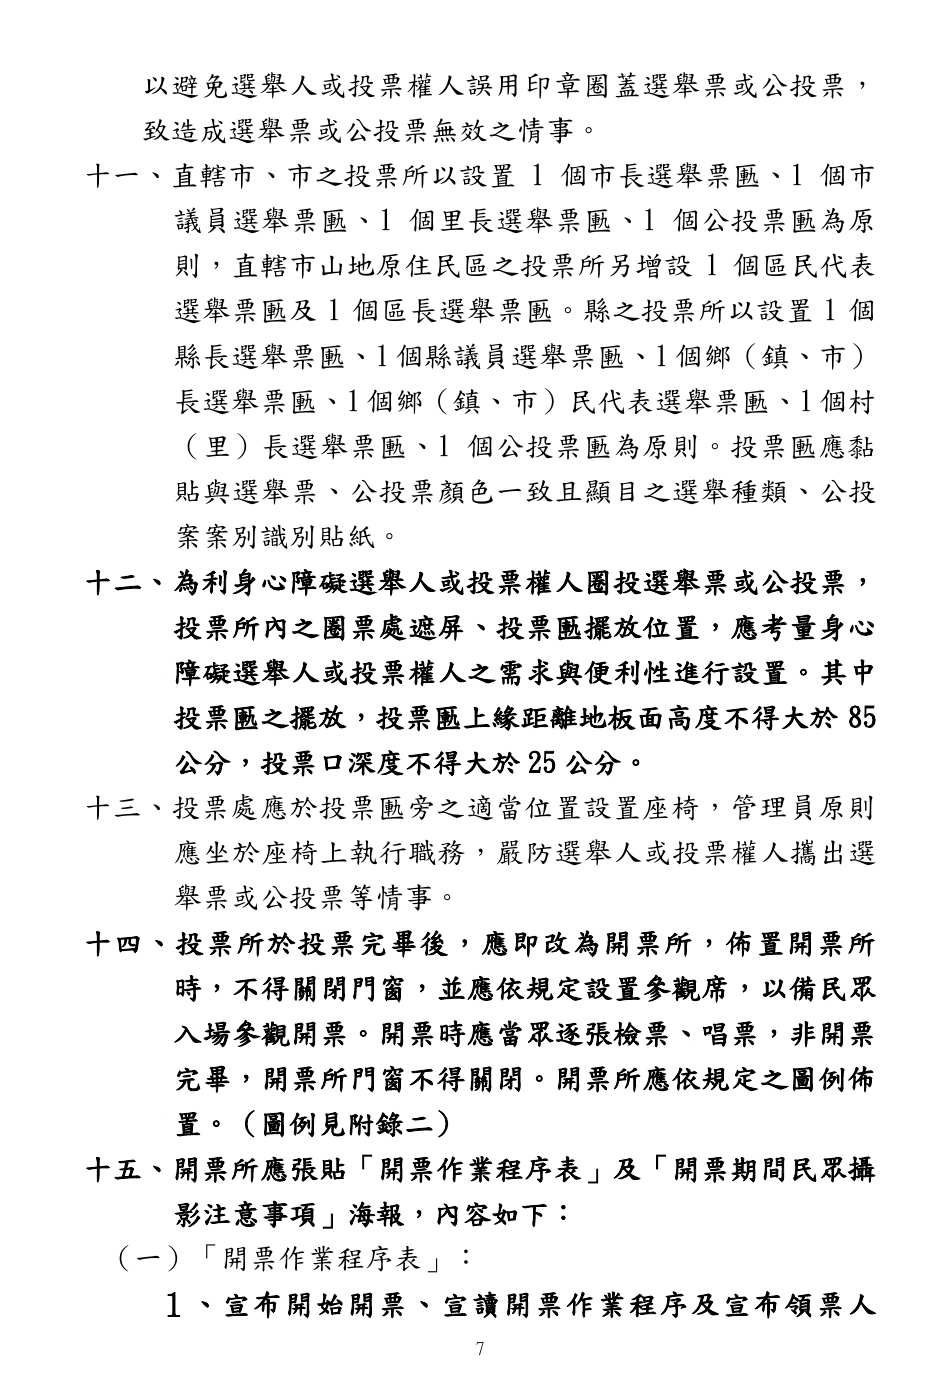 以避免選舉人或投票權人誤用印章圈蓋選舉票或公投票，
致造成選舉票或公投票無效之情事。
十一、直轄市、市之投票所以設置 1 個市長選舉票匭、1 個市
議員選舉票匭、1 個里長選舉票匭、1 個公投票匭為原
則，直轄市山地原住民區之投票所另增設 1 個區民代表
選舉票匭及 1 個區長選舉票匭。縣之投票所以設置 1 個
縣長選舉票匭、1 個縣議員選舉票匭、1 個鄉（鎮、市）
長選舉票匭、1 個鄉（鎮、市）民代表選舉票匭、1 個村
（里）長選舉票匭、1 個公投票匭為原則。投票匭應黏
貼與選舉票、公投票顏色一致且顯目之選舉種類、公投
案案別識別貼紙。
十二、為利身心障礙選舉人或投票權人圈投選舉票或公投票，
投票所內之圈票處遮屏、投票匭擺放位置，應考量身心
障礙選舉人或投票權人之需求與便利性進行設置。其中
投票匭之擺放，投票匭上緣距離地板面高度不得大於 85
公分，投票口深度不得大於 25 公分。
十三、投票處應於投票匭旁之適當位置設置座椅，管理員原則
應坐於座椅上執行職務，嚴防選舉人或投票權人攜出選
舉票或公投票等情事。
十四、投票所於投票完畢後，應即改為開票所，佈置開票所
時，不得關閉門窗，並應依規定設置參觀席，以備民眾
入場參觀開票。開票時應當眾逐張檢票、唱票，非開票
完畢，開票所門窗不得關閉。開票所應依規定之圖例佈
置。（圖例見附錄二）
十五、開票所應張貼「開票作業程序表」及「開票期間民眾攝
影注意事項」海報，內容如下：
（一）「開票作業程序表」：
１、宣布開始開票、宣讀開票作業程序及宣布領票人
7